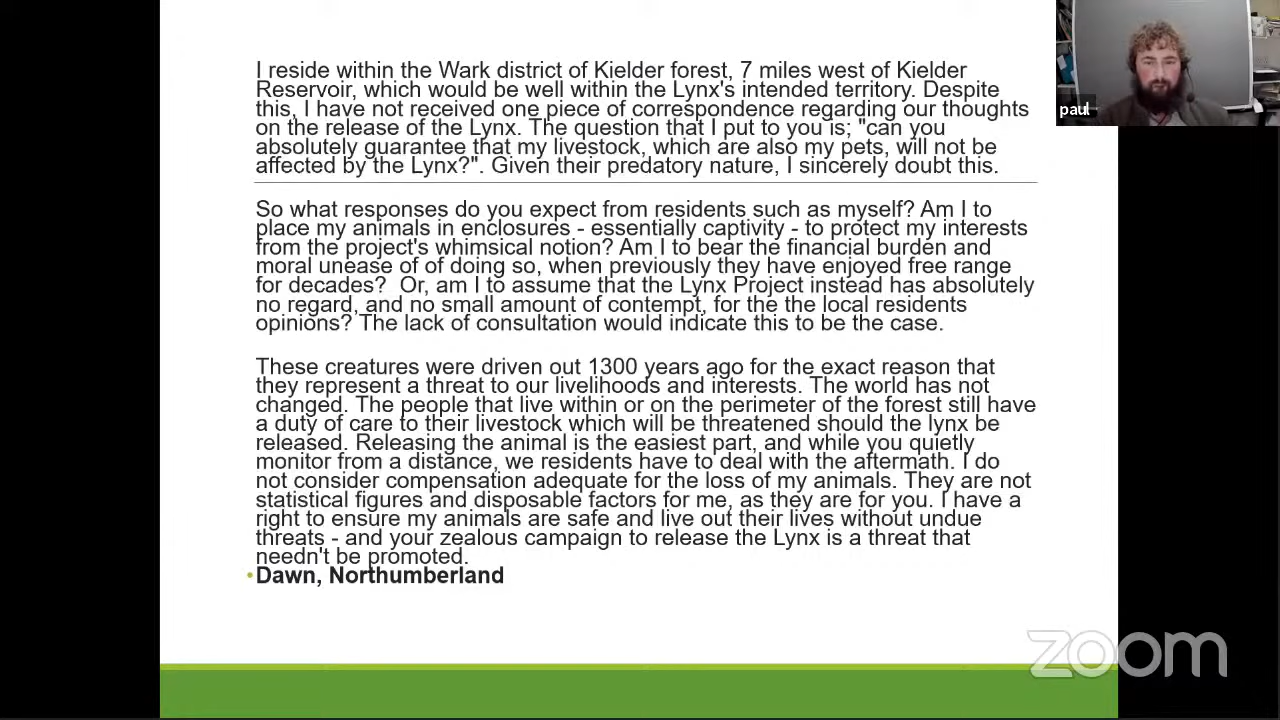 I reside within the Wark district of Kielder forest, 7 miles west of Kielder
Reservoir, which would be well within the Lynx's intended territory. Despite
this, I have not received one piece of correspondence regarding our thoughts
on the release of the Lynx. The question that I put to you is; "can you
absolutely guarantee that my livestock, which are also my pets, will not be
affected by the Lynx?". Given their predatory nature, I sincerely doubt this.
So what responses do you expect from residents such as myself? Am I to
place my animals in enclosures - essentially captivity - to protect my interests
from the project's whimsical notion? Am I to bear the financial burden and
moral unease of of doing so, when previously they have enjoyed free range
for decades?  Or, am I to assume that the Lynx Project instead has absolutely
no regard, and no small amount of contempt, for the the local residents
opinions? The lack of consultation would indicate this to be the case.
These creatures were driven out 1300 years ago for the exact reason that
they represent a threat to our livelihoods and interests. The world has not
changed. The people that live within or on the perimeter of the forest still have
a duty of care to their livestock which will be threatened should the lynx be
released. Releasing the animal is the easiest part, and while you quietly
monitor from a distance, we residents have to deal with the aftermath. I do
not consider compensation adequate for the loss of my animals. They are not
statistical figures and disposable factors for me, as they are for you. I have a
right to ensure my animals are safe and live out their lives without undue
threats - and your zealous campaign to release the Lynx is a threat that
needn't be promoted.
• Dawn, Northumberland
paul
zoom